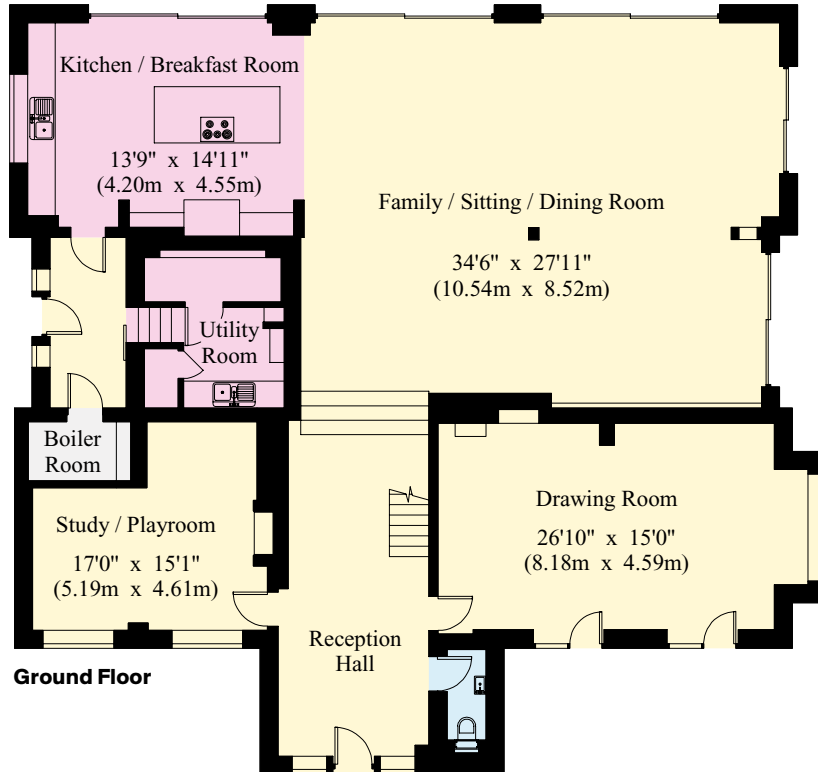 Kitchen / Breakfast Room
13'9" x 14'11"
(4.20m x 4.55m)
Family / Sitting / Dining Room
34'6" x 27'11"
(10.54m x 8.52m)
Utility
Room
Boiler
Room
Study / Playroom
17'0" x 15'1"
(5.19m x 4.61m)
Drawing Room
26'10" x 15'0"
(8.18m x 4.59m)
Reception
Hall
Ground Floor